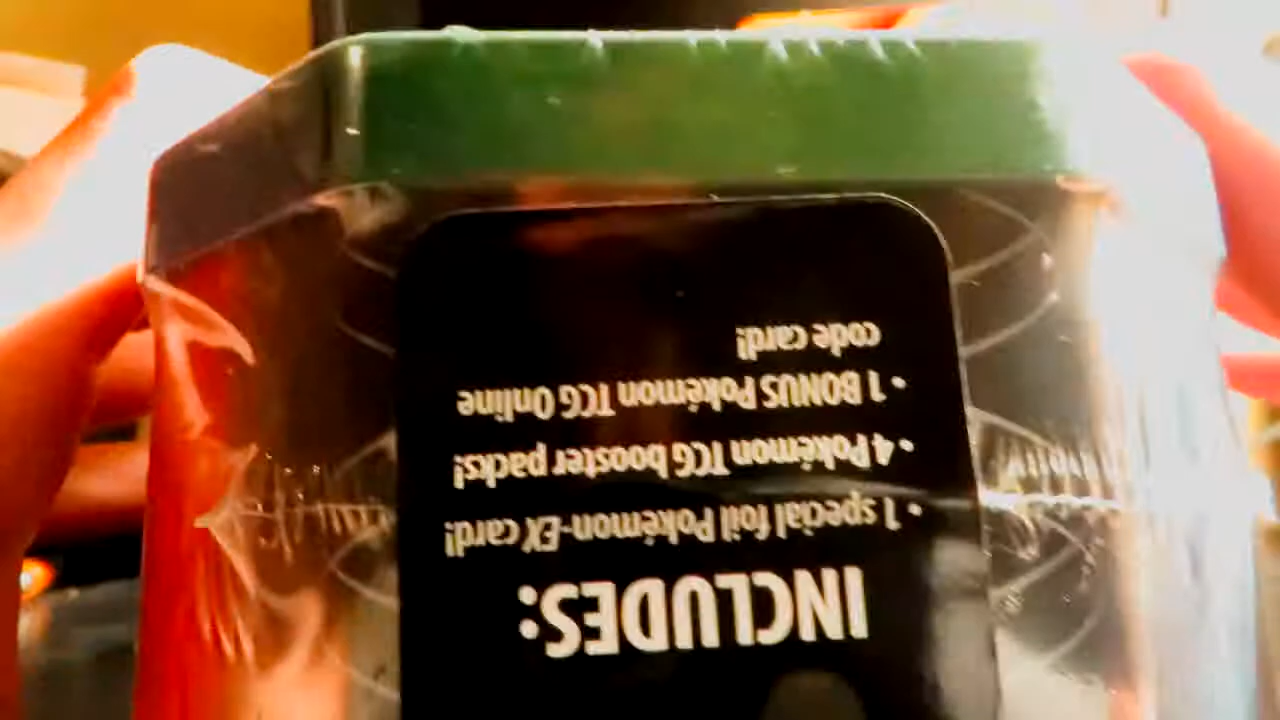 INCLUDES:
• 1 special foil Pokémon-EX card!
• 4 Pokémon TCG booster packs!
• 1 BONUS Pokémon TCG Online
code card!